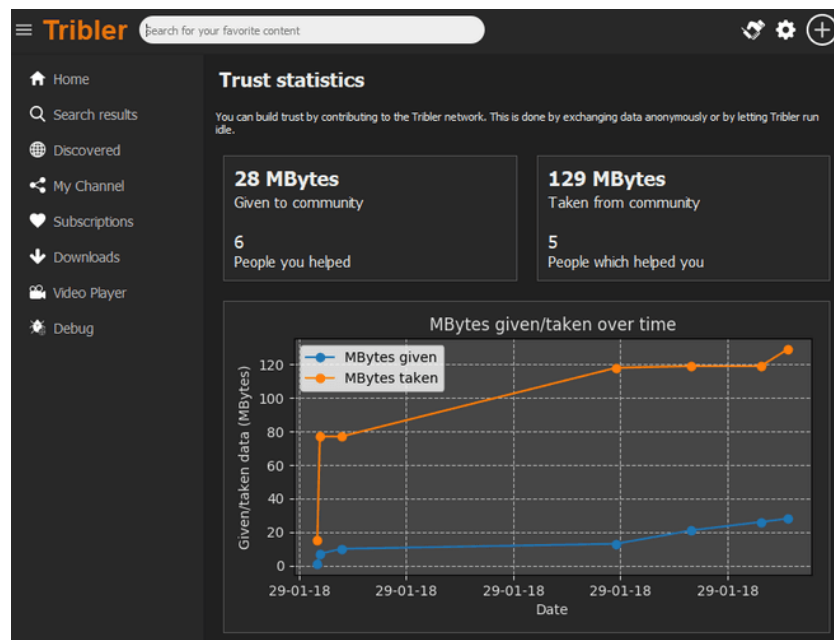 Tribler
Search for your favorite content
Home
Search results
Discovered
My Channel
Subscriptions
Downloads
Video Player
Debug
Trust statistics
You can build trust by contributing to the Tribler network. This is done by exchanging data anonymously or by letting Tribler run
idle.
28 MBytes
Given to community
6
People you helped
129 MBytes
Taken from community
5
People which helped you
MBytes given/taken over time
MBytes given
MBytes taken
Given/taken data (MBytes)
120
100
80
60
40
20
0
29-01-18 29-01-18 29-01-18 29-01-18 29-01-18
Date